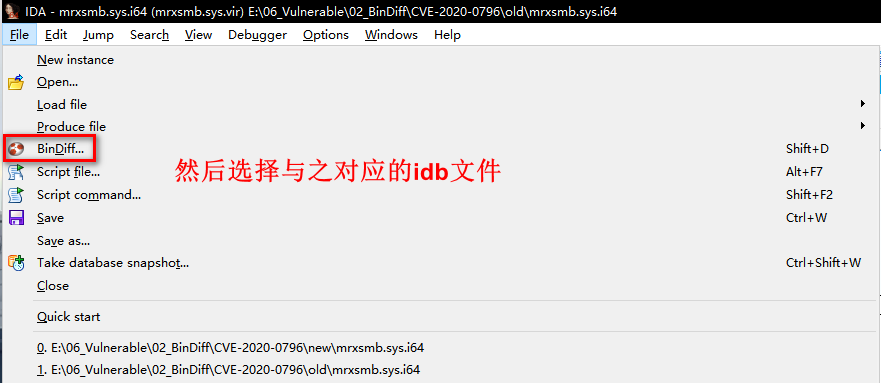 IDA - mrxsmb.sys.i64 (mrxsmb.sys.vir) E:\06_Vulnerable\02_BinDiff\CVE-2020-0796\old\mrxsmb.sys.i64
File Edit Jump Search View Debugger Options Windows Help
New instance
Open...
Load file
Produce file
BinDiff... Shift+D
然后选择与之对应的idb文件
Script file... Alt+F7
Script command... Shift+F2
Save Ctrl+W
Save as...
Take database snapshot... Ctrl+Shift+W
Close
Quick start
0. E:\06_Vulnerable\02_BinDiff\CVE-2020-0796\new\mrxsmb.sys.i64
1. E:\06_Vulnerable\02_BinDiff\CVE-2020-0796\old\mrxsmb.sys.i64